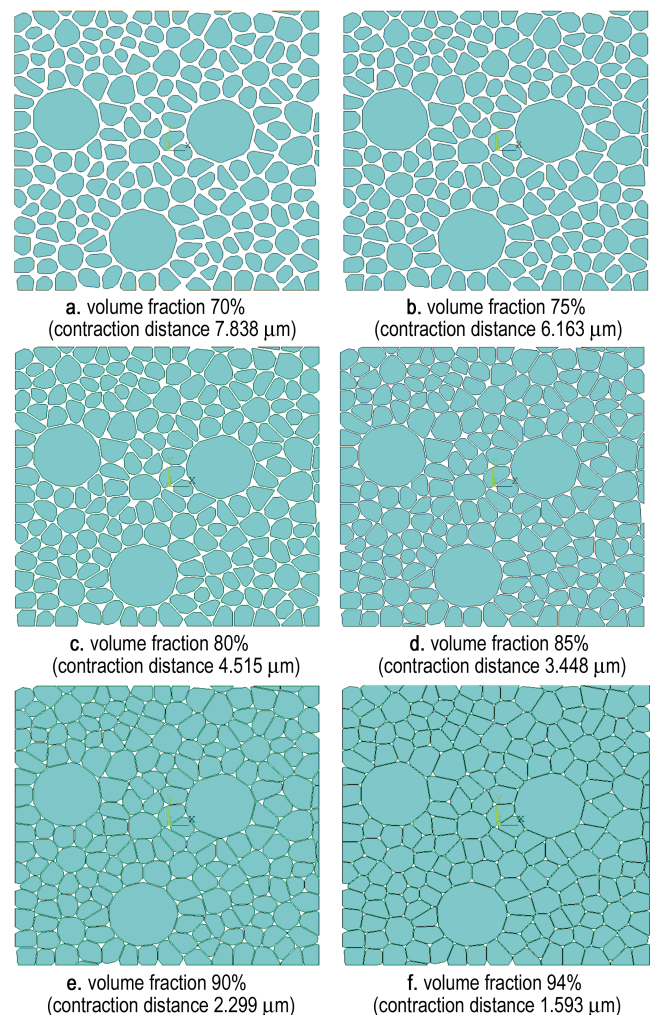 a. volume fraction 70%
(contraction distance 7.838 μm)
b. volume fraction 75%
(contraction distance 6.163 μm)
c. volume fraction 80%
(contraction distance 4.515 μm)
d. volume fraction 85%
(contraction distance 3.448 μm)
e. volume fraction 90%
(contraction distance 2.299 μm)
f. volume fraction 94%
(contraction distance 1.593 μm)